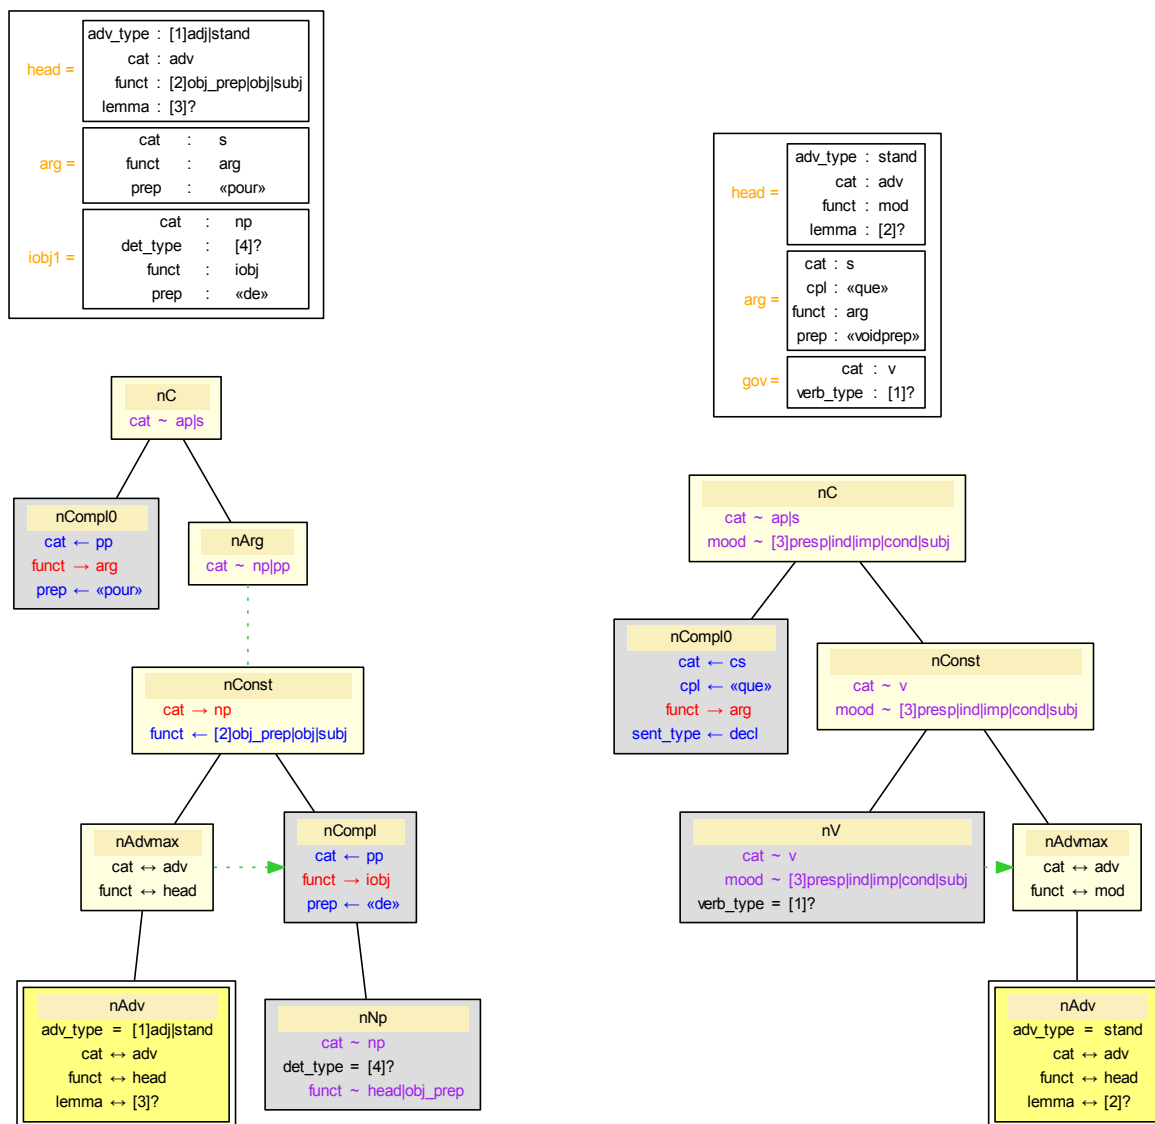 head =
adv_type : [1]adj|stand
cat : adv
funct : [2]obj_prep|obj|subj
lemma : [3]?
arg =
cat : s
funct : arg
prep : «pour»
iobj1 =
cat : np
det_type : [4]?
funct : iobj
prep : «de»
nC
cat ~ ap|s
nCompl0
cat ← pp
funct → arg
prep ← «pour»
nArg
cat ~ np|pp
nConst
cat → np
funct ← [2]obj_prep|obj|subj
nAdvmax
cat ↔ adv
funct ↔ head
nCompl
cat ← pp
funct → iobj
prep ← «de»
nAdv
adv_type = [1]adj|stand
cat ↔ adv
funct ↔ head
lemma ↔ [3]?
nNp
cat ~ np
det_type = [4]?
funct ~ head|obj_prep
head =
adv_type : stand
cat : adv
funct : mod
lemma : [2]?
arg =
cat : s
cpl : «que»
funct : arg
prep : «voidprep»
gov =
cat : v
verb_type : [1]?
nC
cat ~ ap|s
mood ~ [3]presp|ind|imp|cond|subj
nCompl0
cat ← cs
cpl ← «que»
funct → arg
sent_type ← decl
nConst
cat ~ v
mood ~ [3]presp|ind|imp|cond|subj
nV
cat ~ v
mood ~ [3]presp|ind|imp|cond|subj
verb_type = [1]?
nAdvmax
cat ↔ adv
funct ↔ mod
nAdv
adv_type = stand
cat ↔ adv
funct ↔ head
lemma ↔ [2]?